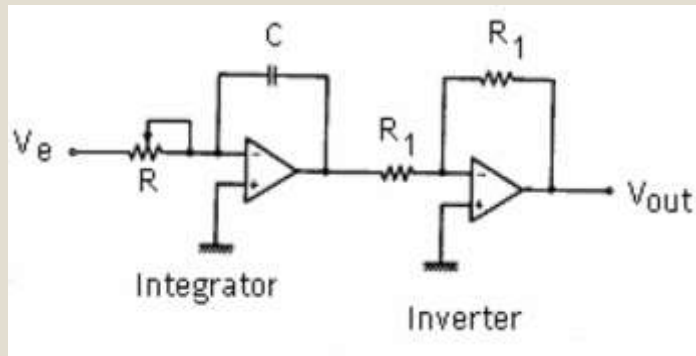 C
R1
Ve
R
R1
Vout
-
+
-
+
Integrator
Inverter